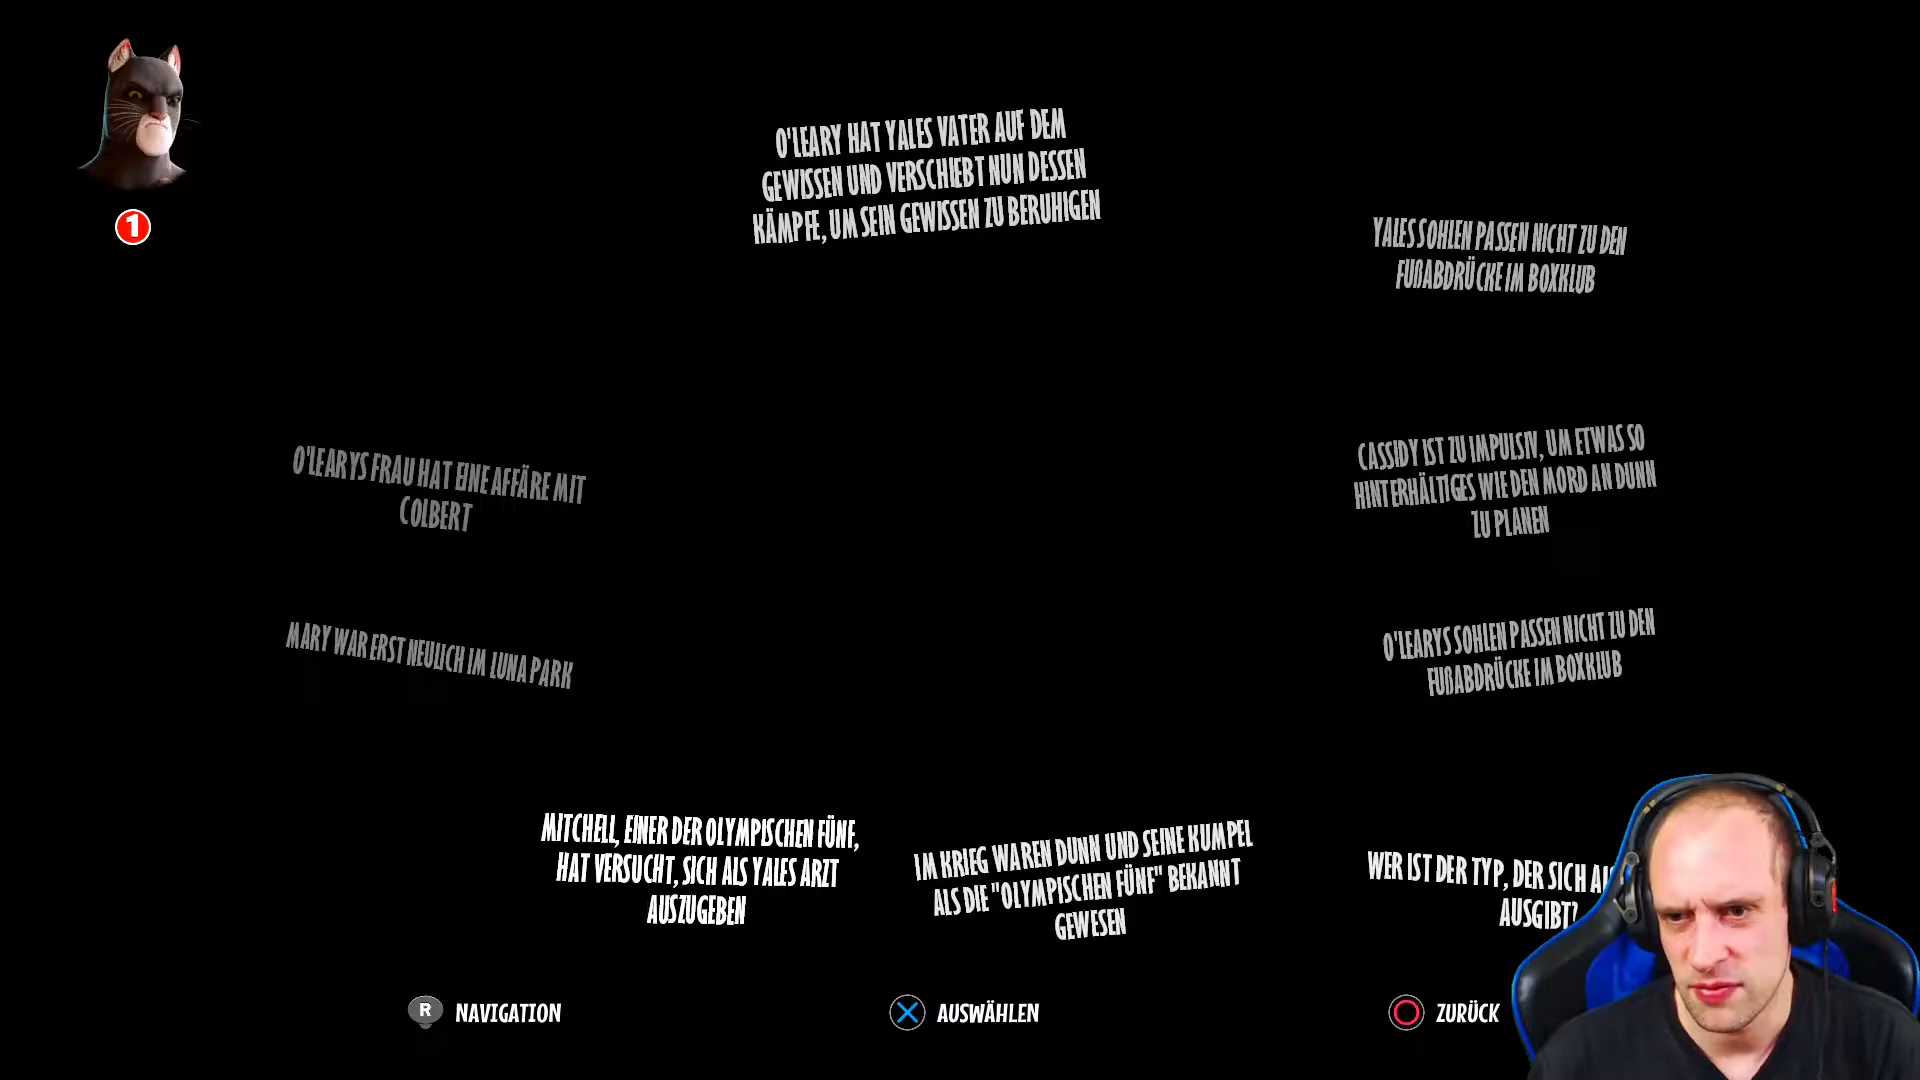 1
O'LEARY HAT YALES VATER AUF DEM
GEWISSEN UND VERSCHIEBT NUN DESSEN
KÄMPFE, UM SEIN GEWISSEN ZU BERUHIGEN
YALES SOHLEN PASSEN NICHT ZU DEN
FUẞABDRÜCKE IM BOXKLUB
O'LEARYS FRAU HAT EINE AFFÄRE MIT
COLBERT
CASSIDY IST ZU IMPULSIV, UM ETWAS SO
HINTERHÄLTIGES WIE DEN MORD AN DUNN
ZU PLANEN
MARY WAR ERST NEULICH IM LUNA PARK
O'LEARYS SOHLEN PASSEN NICHT ZU DEN
FUẞABDRÜCKE IM BOXKLUB
MITCHELL, EINER DER OLYMPISCHEN FÜNF,
HAT VERSUCHT, SICH ALS YALES ARZT
AUSZUGEBEN
IM KRIEG WAREN DUNN UND SEINE KUMPEL
ALS DIE "OLYMPISCHEN FÜNF" BEKANNT
GEWESEN
WER IST DER TYP, DER SICH
AUSGIBT?
R NAVIGATION
AUSWÄHLEN
ZURÜCK